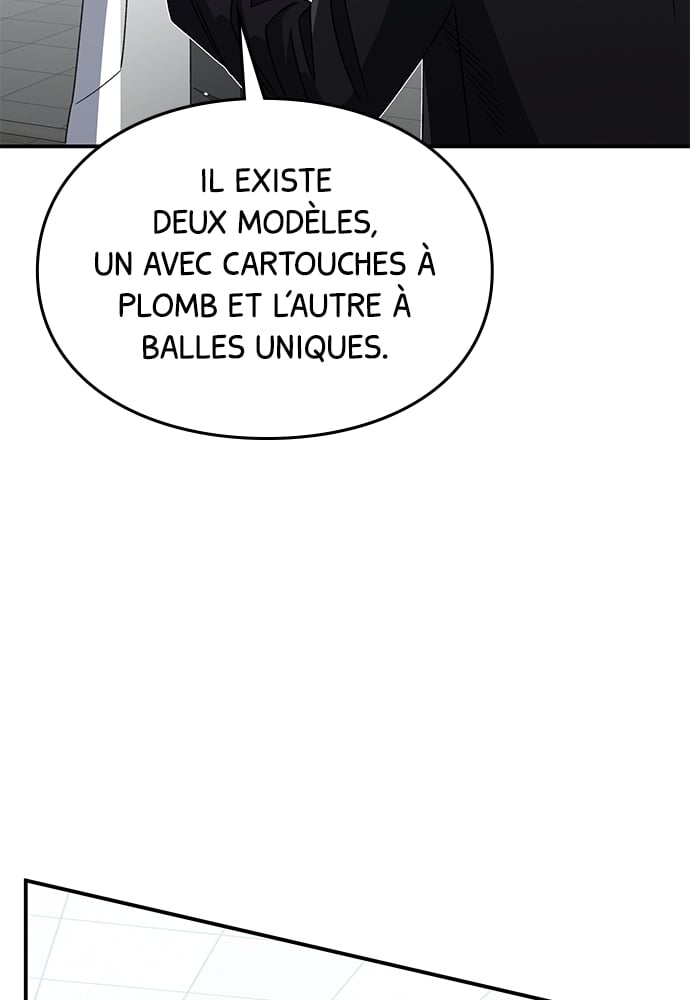 IL EXISTE
DEUX MODÈLES,
UN AVEC CARTOUCHES À
PLOMB ET L'AUTRE À
BALLES UNIQUES.